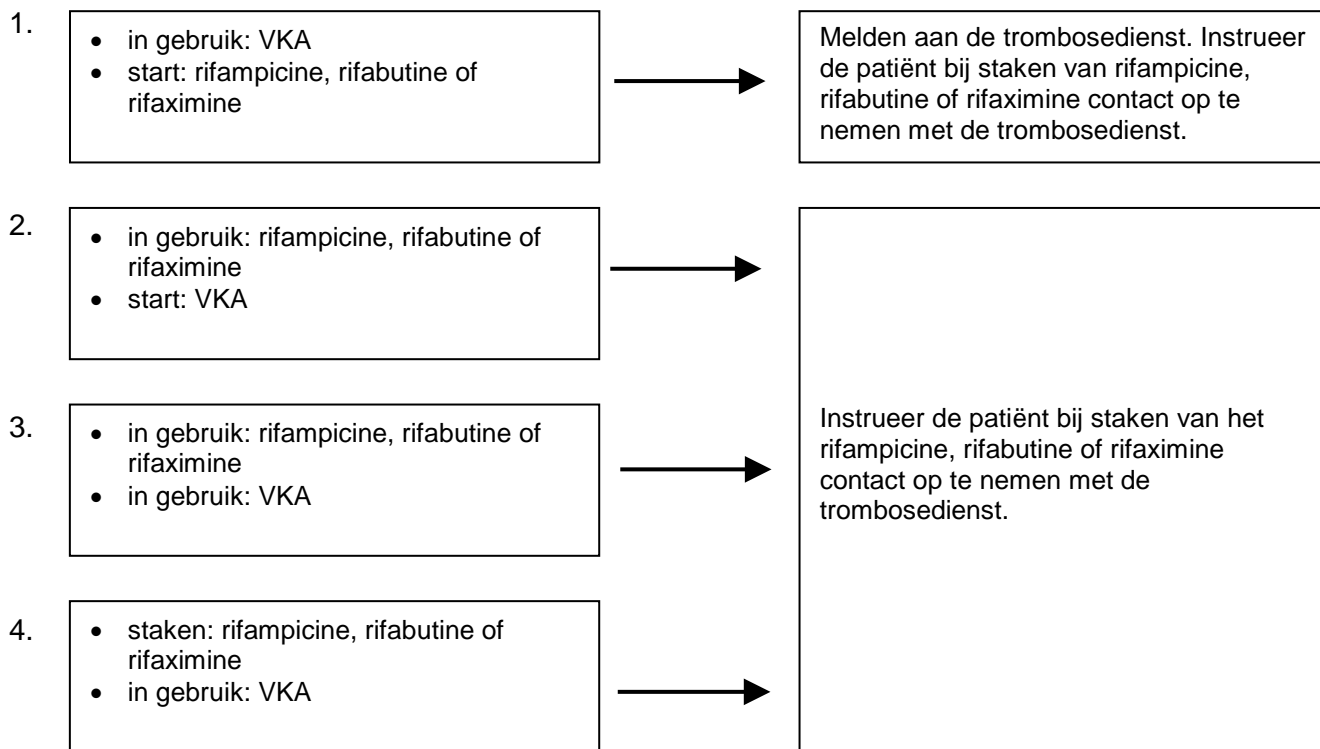 1.
• in gebruik: VKA
• start: rifampicine, rifabutine of
rifaximine
Melden aan de trombosedienst. Instrueer
de patiënt bij staken van rifampicine,
rifabutine of rifaximine contact op te
nemen met de trombosedienst.
2.
• in gebruik: rifampicine, rifabutine of
rifaximine
• start: VKA
3.
• in gebruik: rifampicine, rifabutine of
rifaximine
• in gebruik: VKA
Instrueer de patiënt bij staken van het
rifampicine, rifabutine of rifaximine
contact op te nemen met de
trombosedienst.
4.
• staken: rifampicine, rifabutine of
rifaximine
• in gebruik: VKA